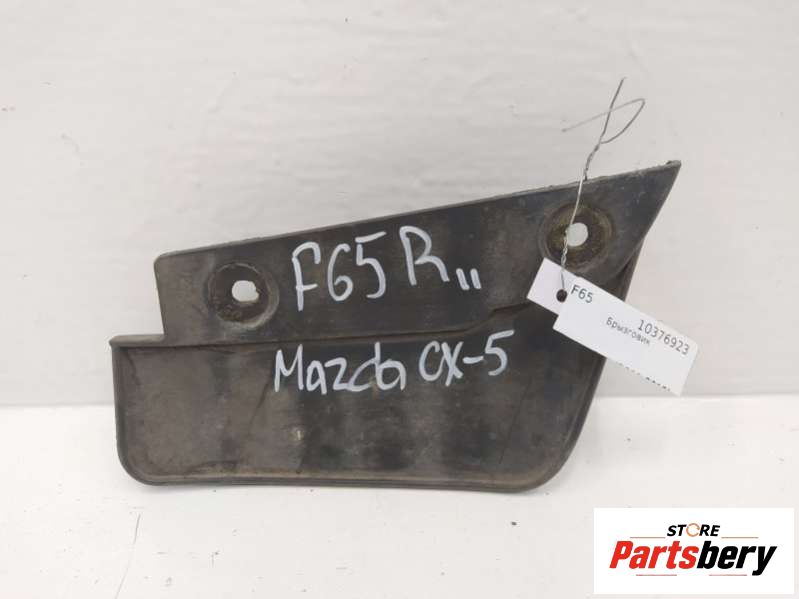 F65 R
Mazda CX-5
F65
10376923
Брызговик
STORE
Partsbery